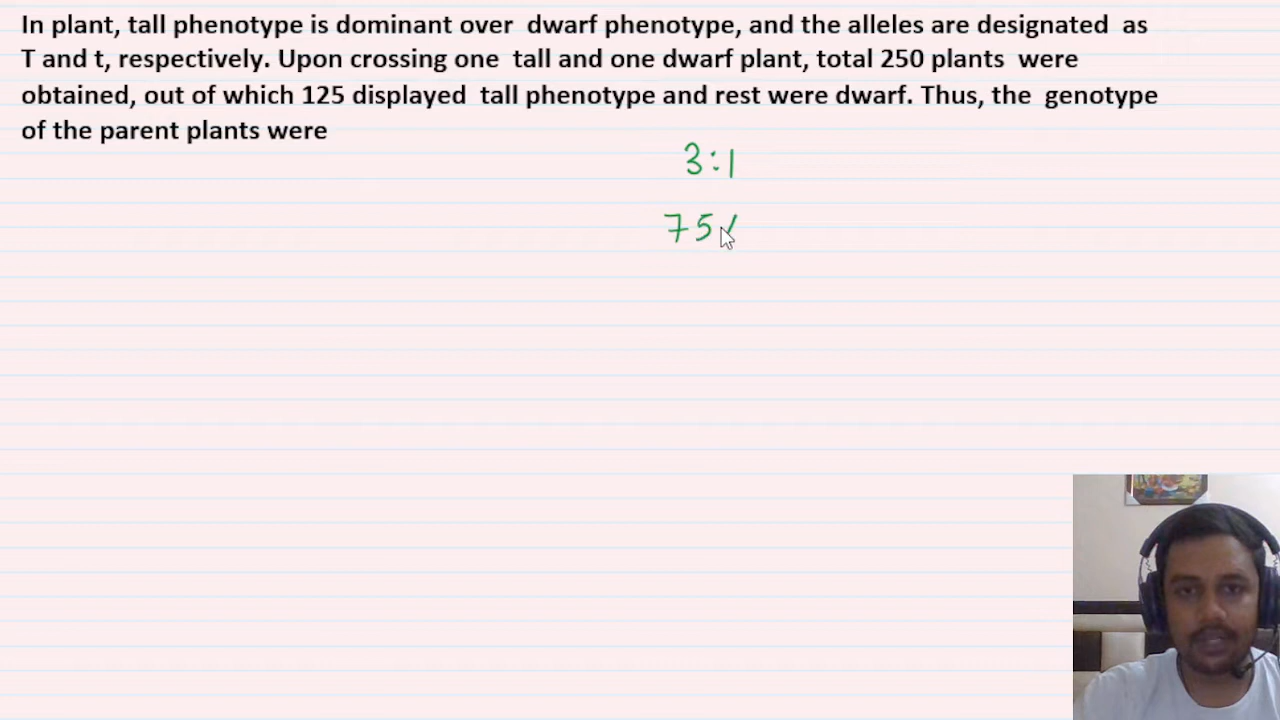 In plant, tall phenotype is dominant over dwarf phenotype, and the alleles are designated as
T and t, respectively. Upon crossing one tall and one dwarf plant, total 250 plants were
obtained, out of which 125 displayed tall phenotype and rest were dwarf. Thus, the genotype
of the parent plants were
3:1
75